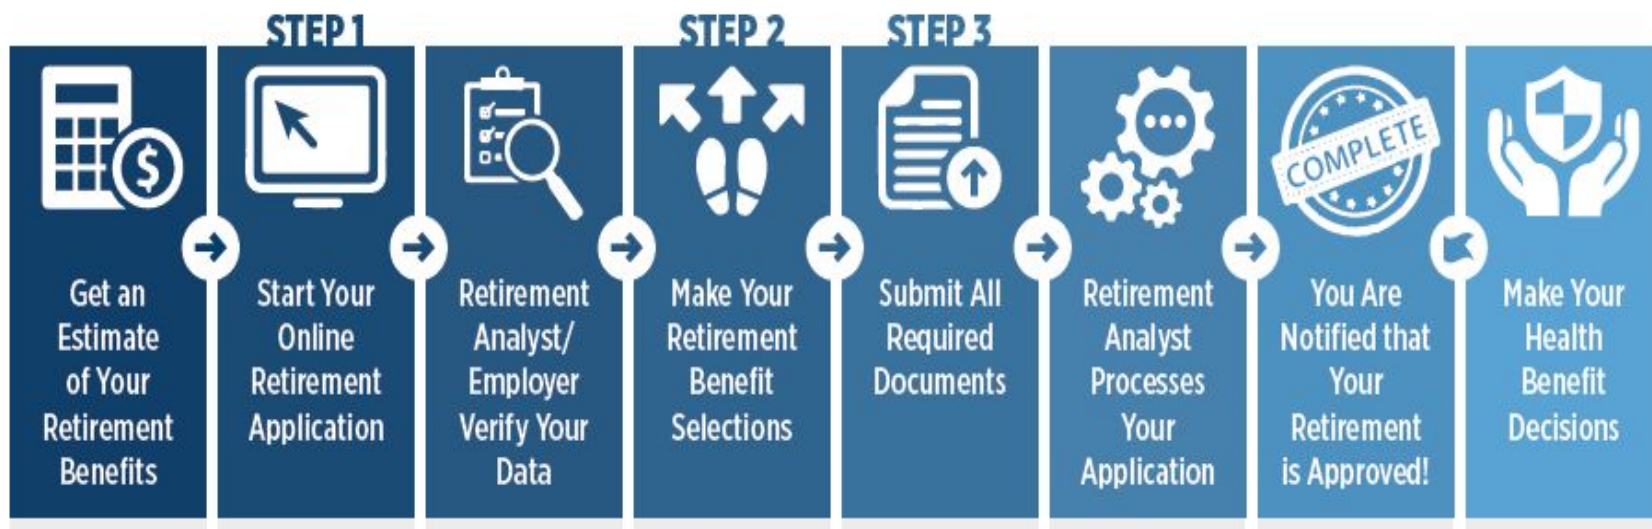 STEP 1
STEP 2
STEP 3
$
Get an
Estimate
of Your
Retirement
Benefits
Start Your
Online
Retirement
Application
Retirement
Analyst/
Employer
Verify Your
Data
Make Your
Retirement
Benefit
Selections
Submit All
Required
Documents
Retirement
Analyst
Processes
Your
Application
COMPLETE
You Are
Notified that
Your
Retirement
is Approved!
Make Your
Health
Benefit
Decisions